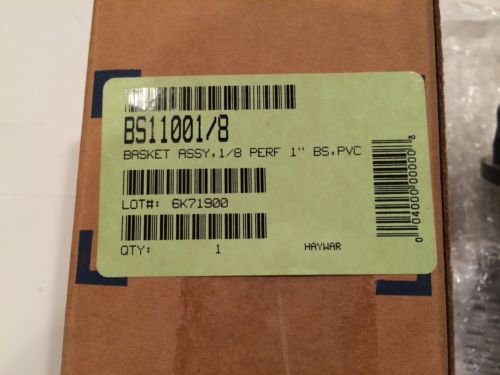 BS11001/8
BASKET ASSY,1/8 PERF 1" BS,PVC
LOT#: 6K71900
QTY: 1 HAYWAR
0 04000 00000 8